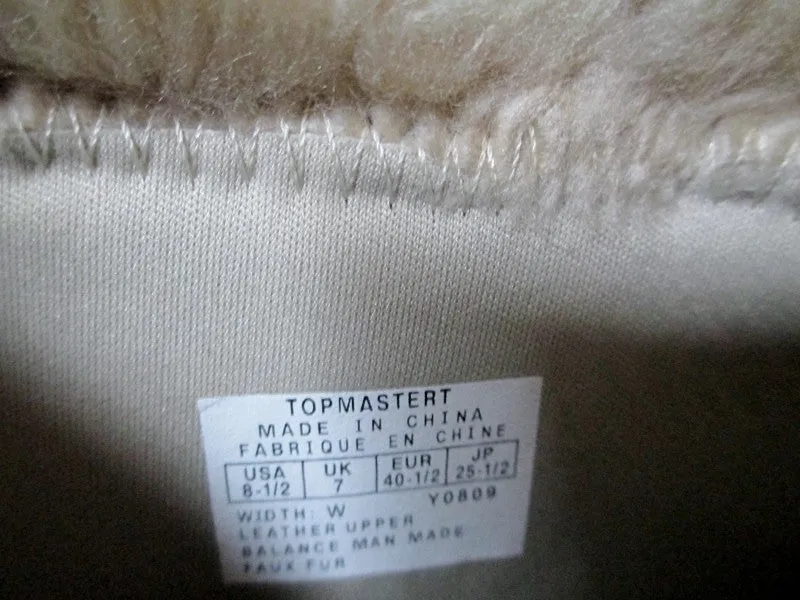 TOPMASTERT
MADE IN CHINA
FABRIQUE EN CHINE
USA UK EUR JP
8-1/2 7 40-1/2 25-1/2
Y0809
WIDTH: W
LEATHER UPPER
BALANCE MAN MADE
FAUX FUR